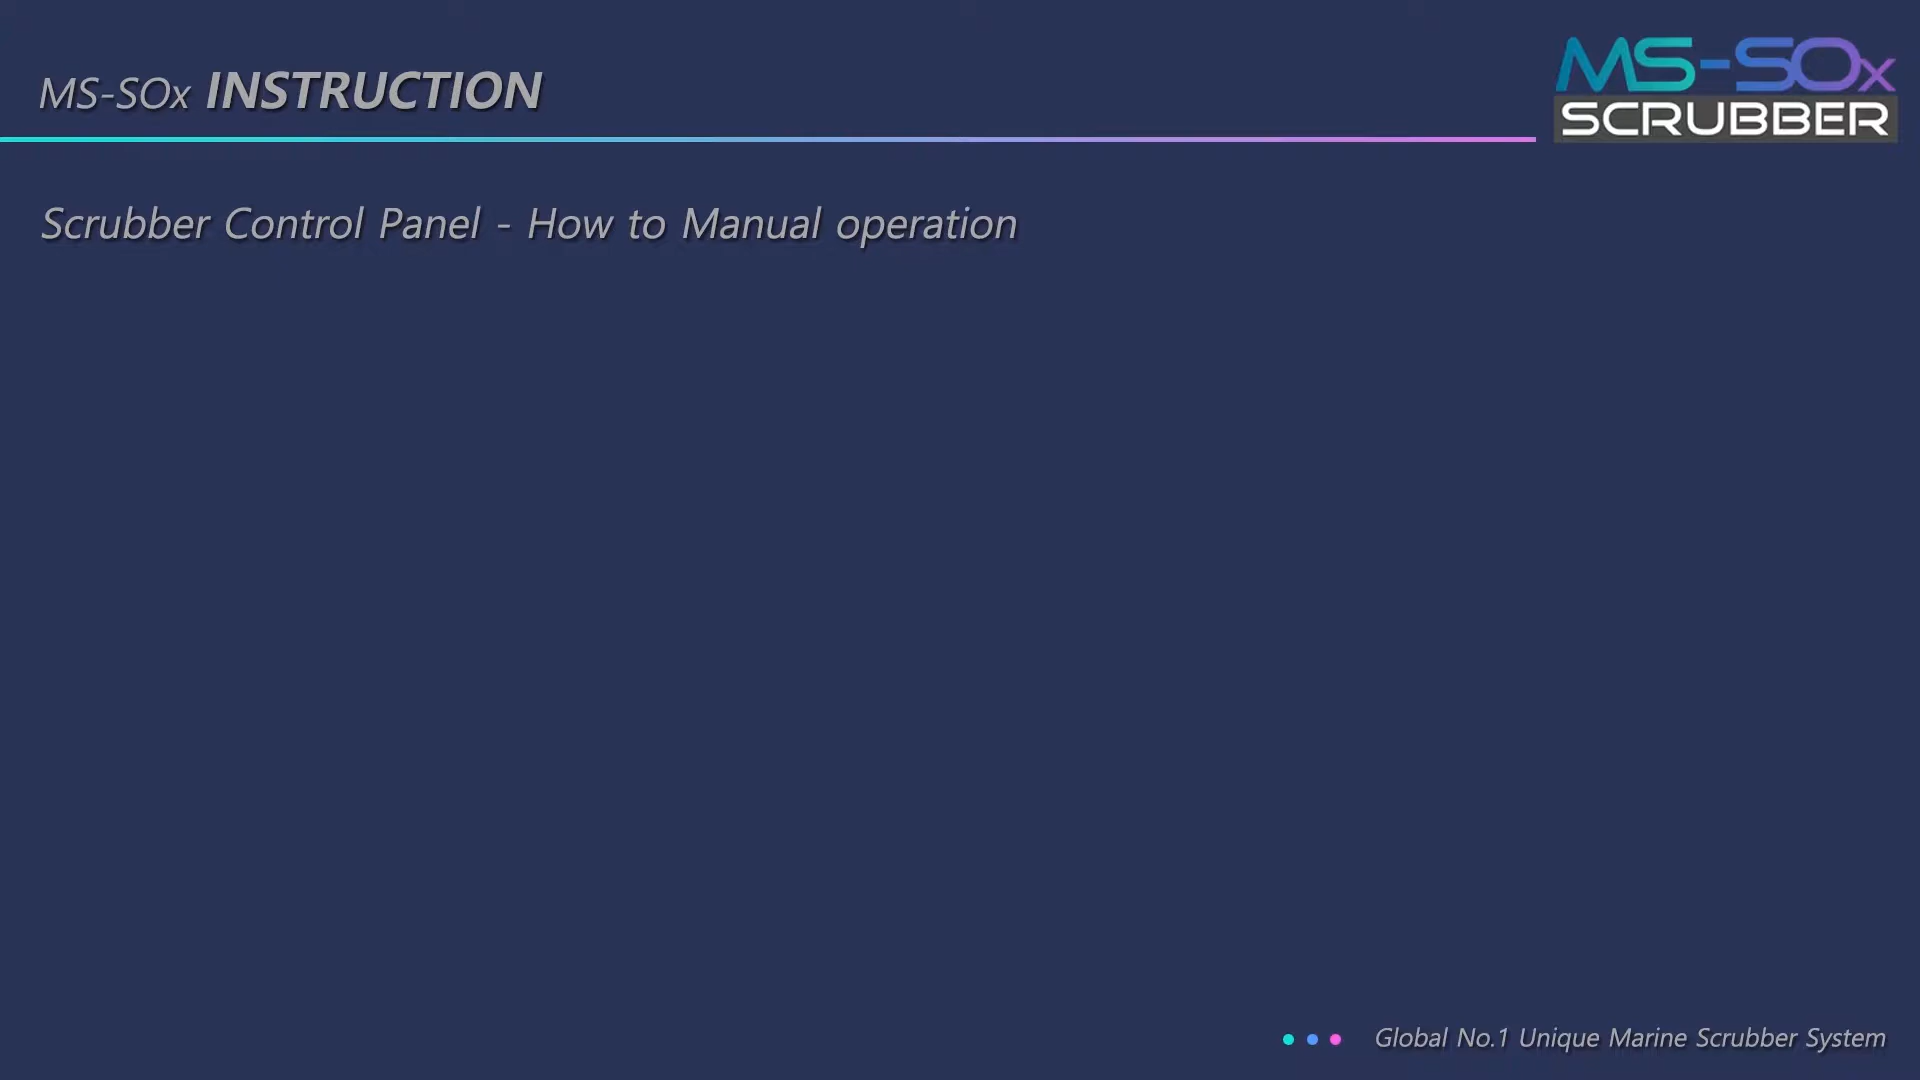 MS-SOx INSTRUCTION
MS-SOx
SCRUBBER
Scrubber Control Panel - How to Manual operation
Global No.1 Unique Marine Scrubber System